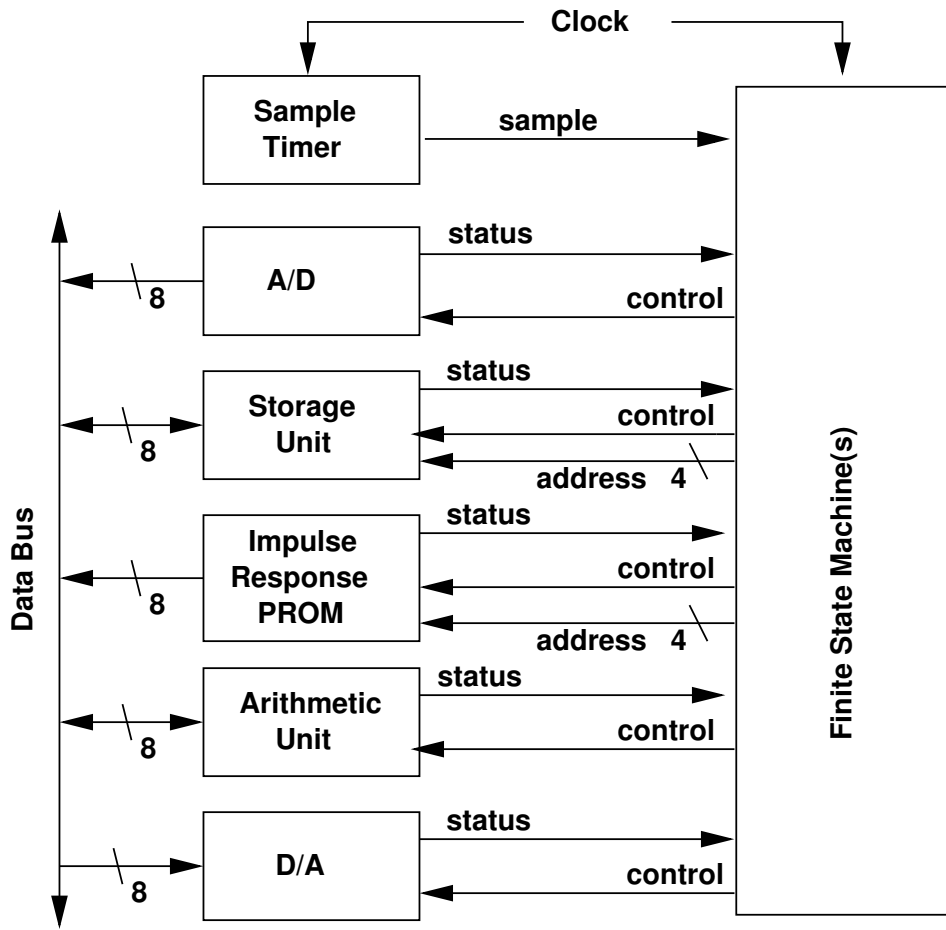 Clock
Sample
Timer
sample
A/D
status
control
8
Storage
Unit
status
control
address 4
8
Impulse
Response
PROM
status
control
address 4
8
Arithmetic
Unit
status
control
8
D/A
status
control
8
Data Bus
Finite State Machine(s)